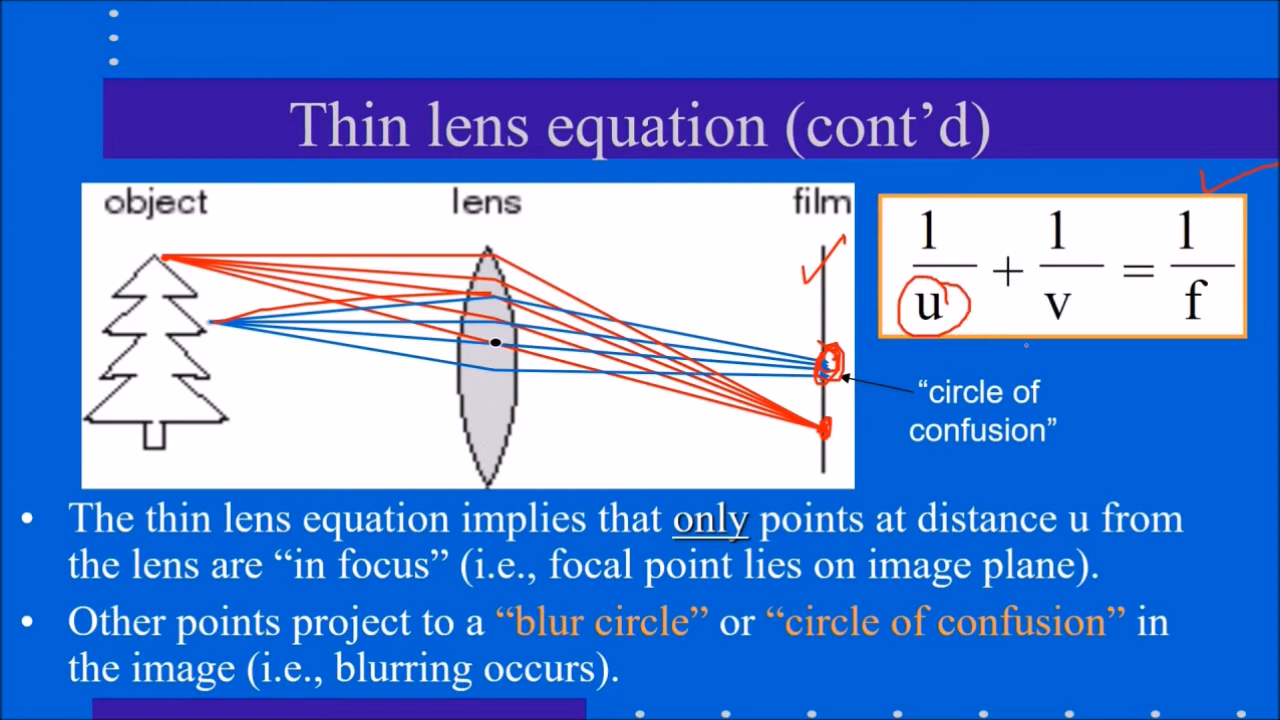 Thin lens equation (cont’d)
object lens film
1 1 1
u + v = f
“circle of
confusion”
• The thin lens equation implies that only points at distance u from
the lens are “in focus” (i.e., focal point lies on image plane).
• Other points project to a “blur circle” or “circle of confusion” in
the image (i.e., blurring occurs).